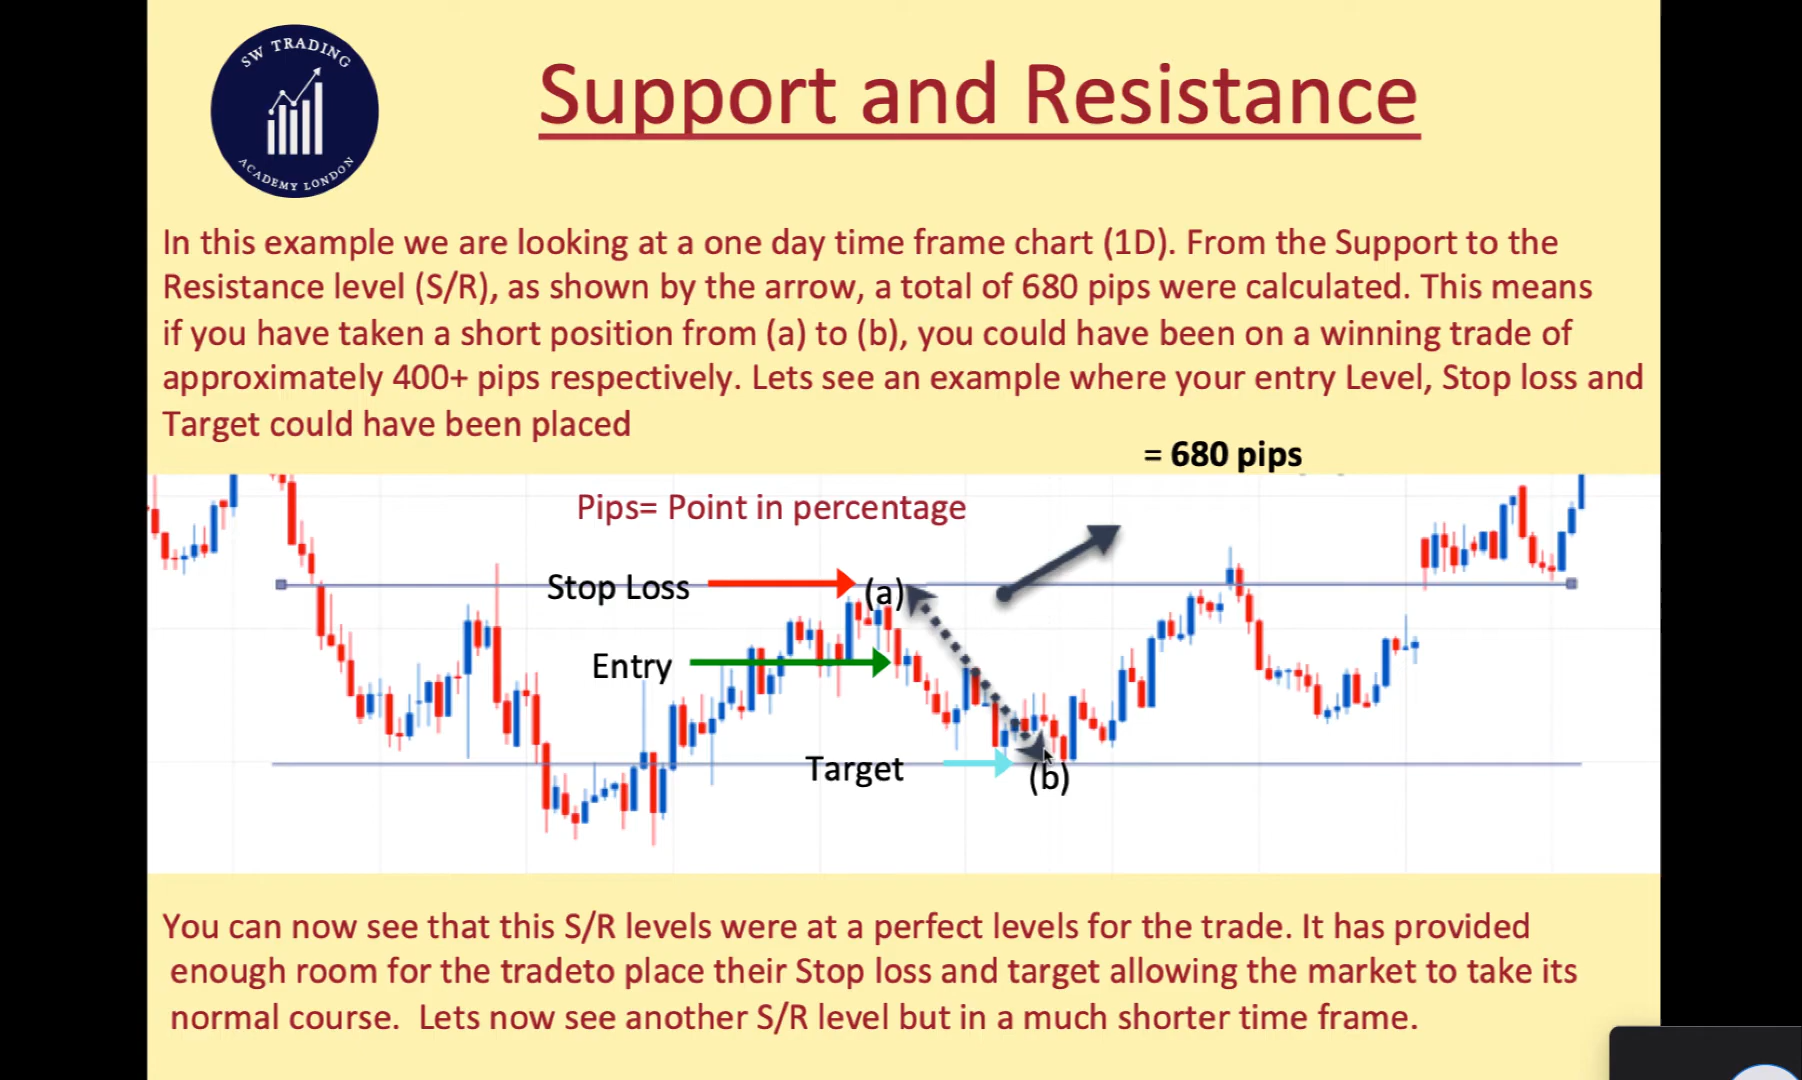 SW TRADING
ACADEMY LONDON
Support and Resistance
In this example we are looking at a one day time frame chart (1D). From the Support to the
Resistance level (S/R), as shown by the arrow, a total of 680 pips were calculated. This means
if you have taken a short position from (a) to (b), you could have been on a winning trade of
approximately 400+ pips respectively. Lets see an example where your entry Level, Stop loss and
Target could have been placed
= 680 pips
Pips= Point in percentage
Stop Loss
(a)
Entry
Target
(b)
You can now see that this S/R levels were at a perfect levels for the trade. It has provided
enough room for the tradeto place their Stop loss and target allowing the market to take its
normal course.  Lets now see another S/R level but in a much shorter time frame.